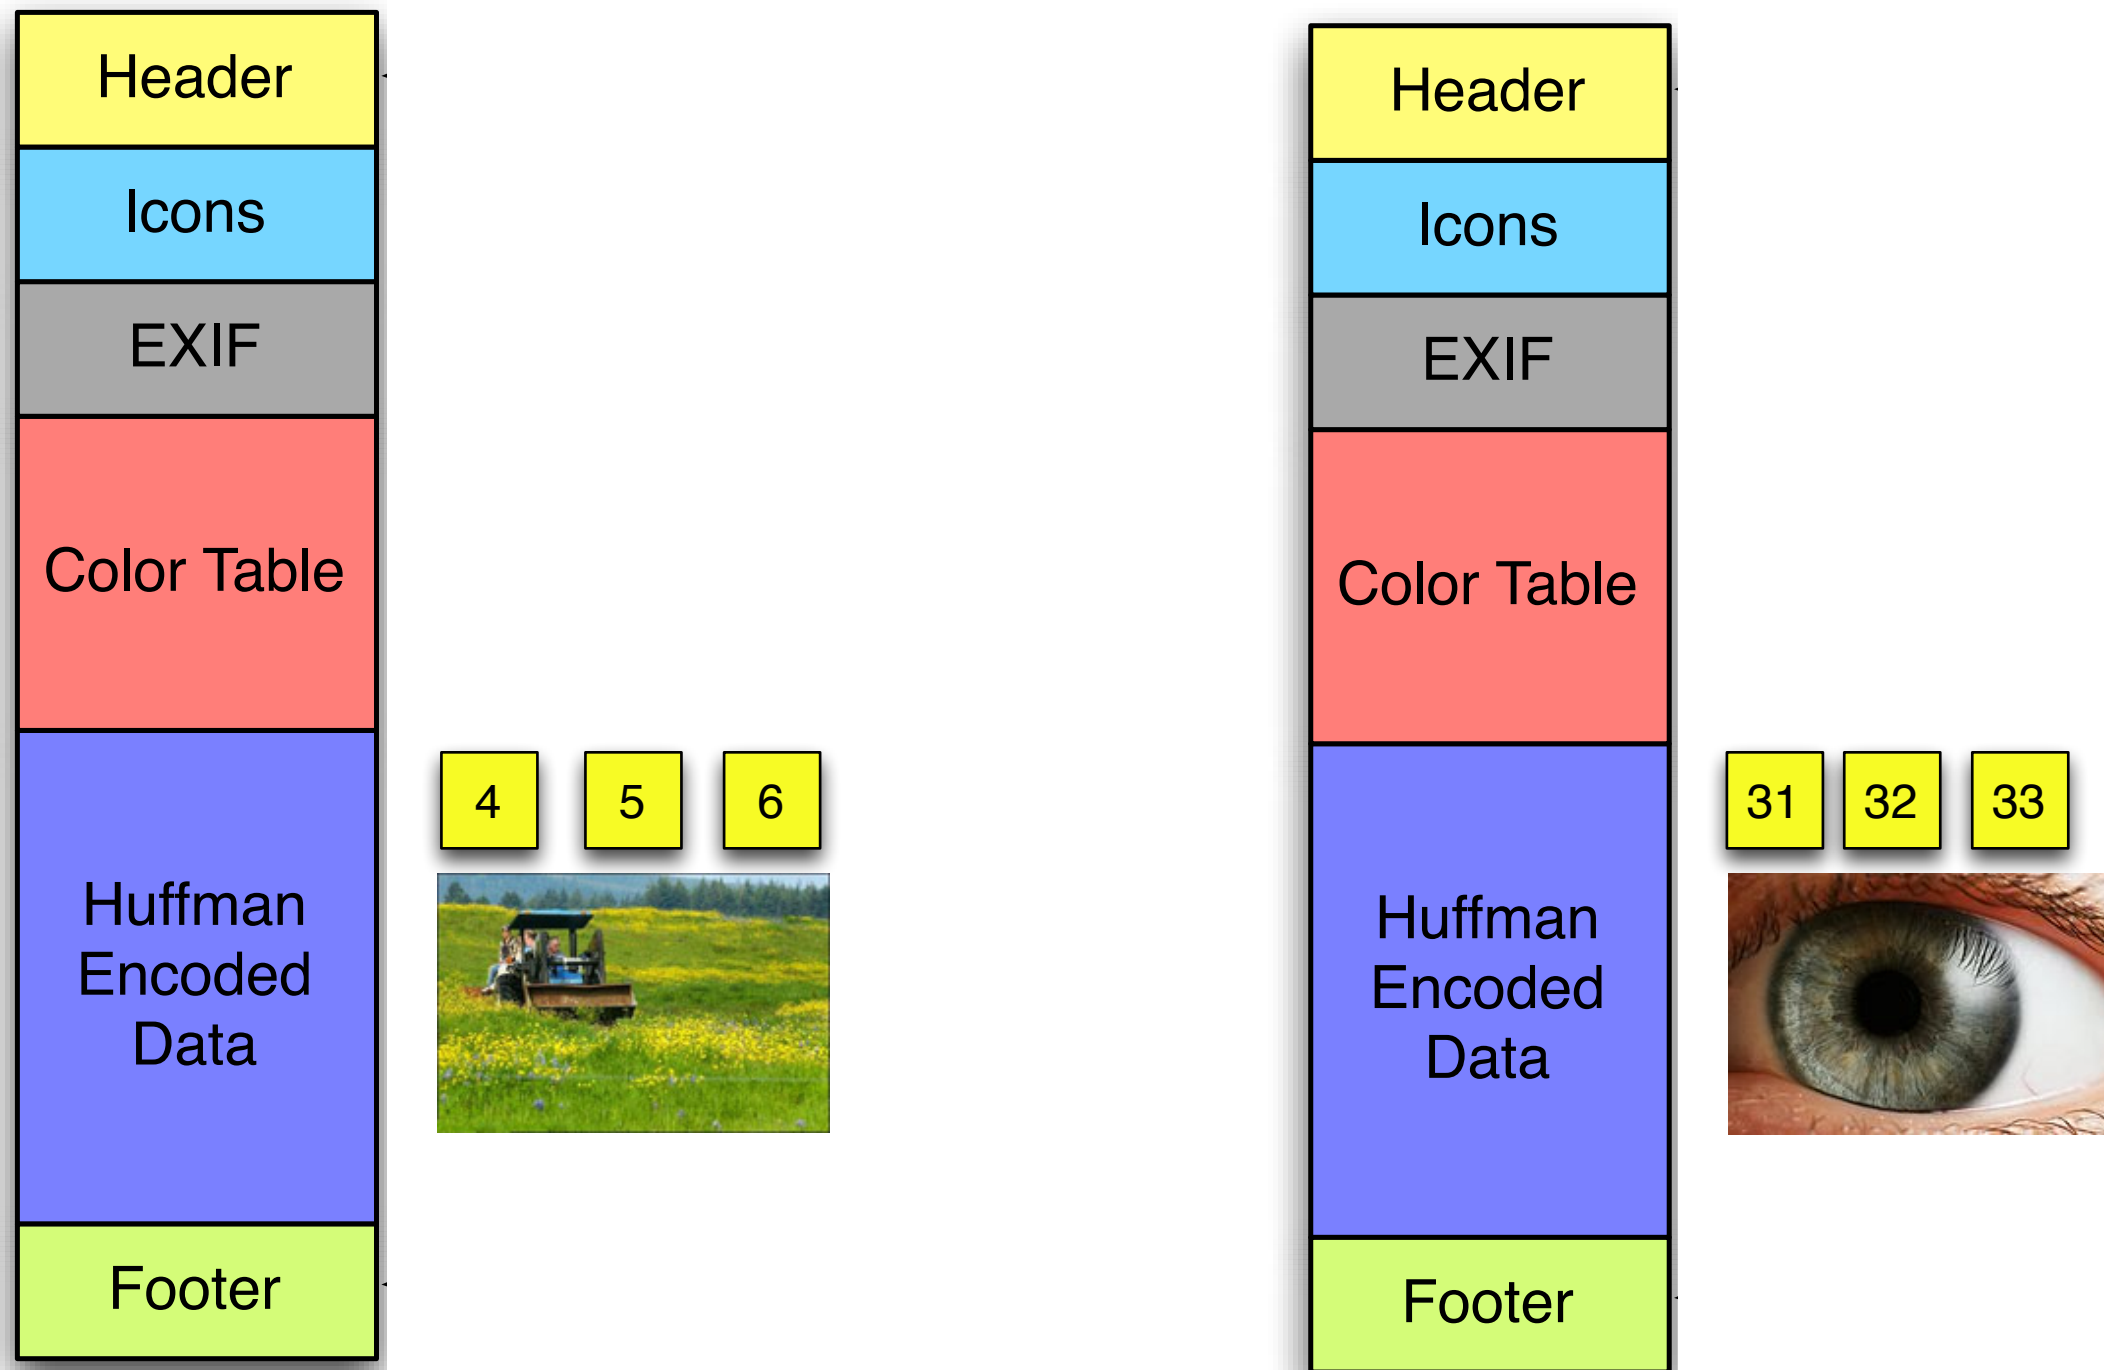 Header
Icons
EXIF
Color Table
Huffman
Encoded
Data
Footer
4 5 6
Header
Icons
EXIF
Color Table
Huffman
Encoded
Data
Footer
31 32 33